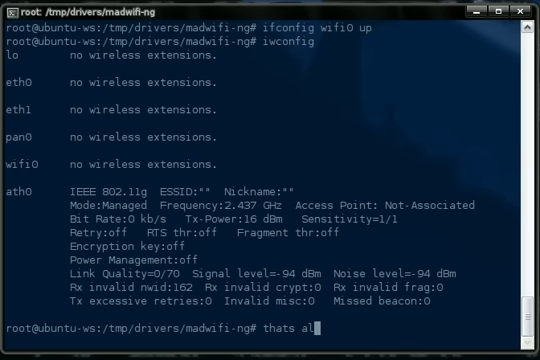 root: /tmp/drivers/madwifi-ng
root@ubuntu-ws:/tmp/drivers/madwifi-ng# ifconfig wifi0 up
root@ubuntu-ws:/tmp/drivers/madwifi-ng# iwconfig
lo no wireless extensions.
eth0 no wireless extensions.
eth1 no wireless extensions.
pan0 no wireless extensions.
wifi0 no wireless extensions.
ath0 IEEE 802.11g ESSID:"" Nickname:""
Mode:Managed Frequency:2.437 GHz Access Point: Not-Associated
Bit Rate:0 kb/s Tx-Power:16 dBm Sensitivity=1/1
Retry:off RTS thr:off Fragment thr:off
Encryption key:off
Power Management:off
Link Quality=0/70 Signal level=-94 dBm Noise level=-94 dBm
Rx invalid nwid:162 Rx invalid crypt:0 Rx invalid frag:0
Tx excessive retries:0 Invalid misc:0 Missed beacon:0
root@ubuntu-ws:/tmp/drivers/madwifi-ng# thats al